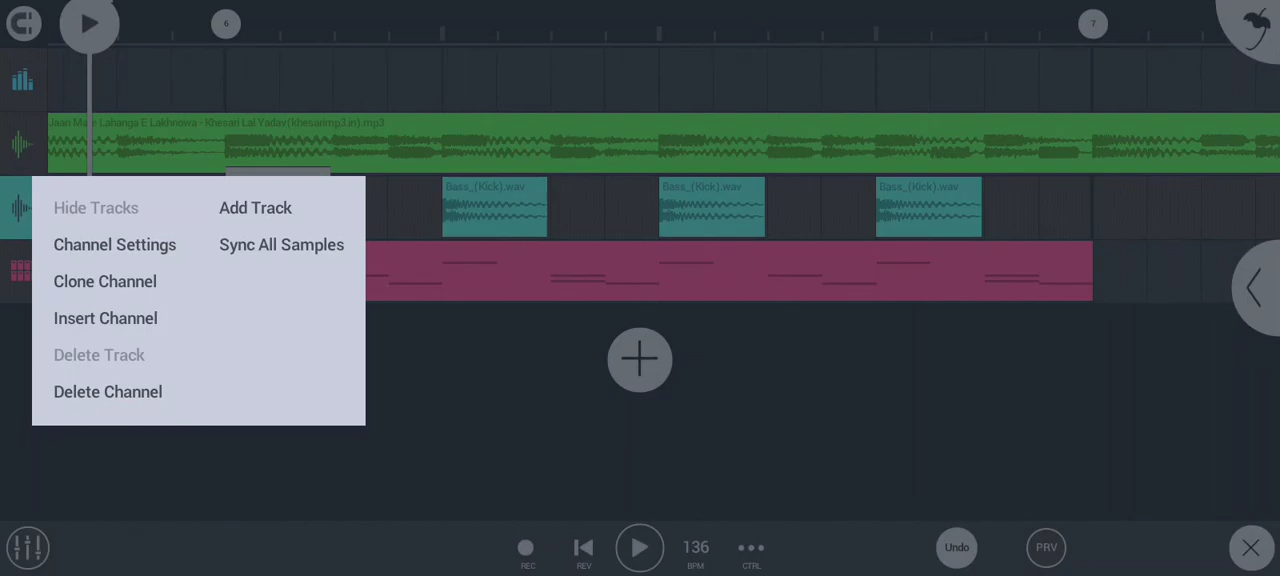 6
7
Jaan Mare Lahanga E Lakhnowa - Khesari Lal Yadav(khesarimp3.in).mp3
Bass_(Kick).wav
Bass_(Kick).wav
Bass_(Kick).wav
Hide Tracks
Add Track
Channel Settings
Sync All Samples
Clone Channel
Insert Channel
Delete Track
Delete Channel
REC
REV
136
BPM
CTRL
Undo
PRV